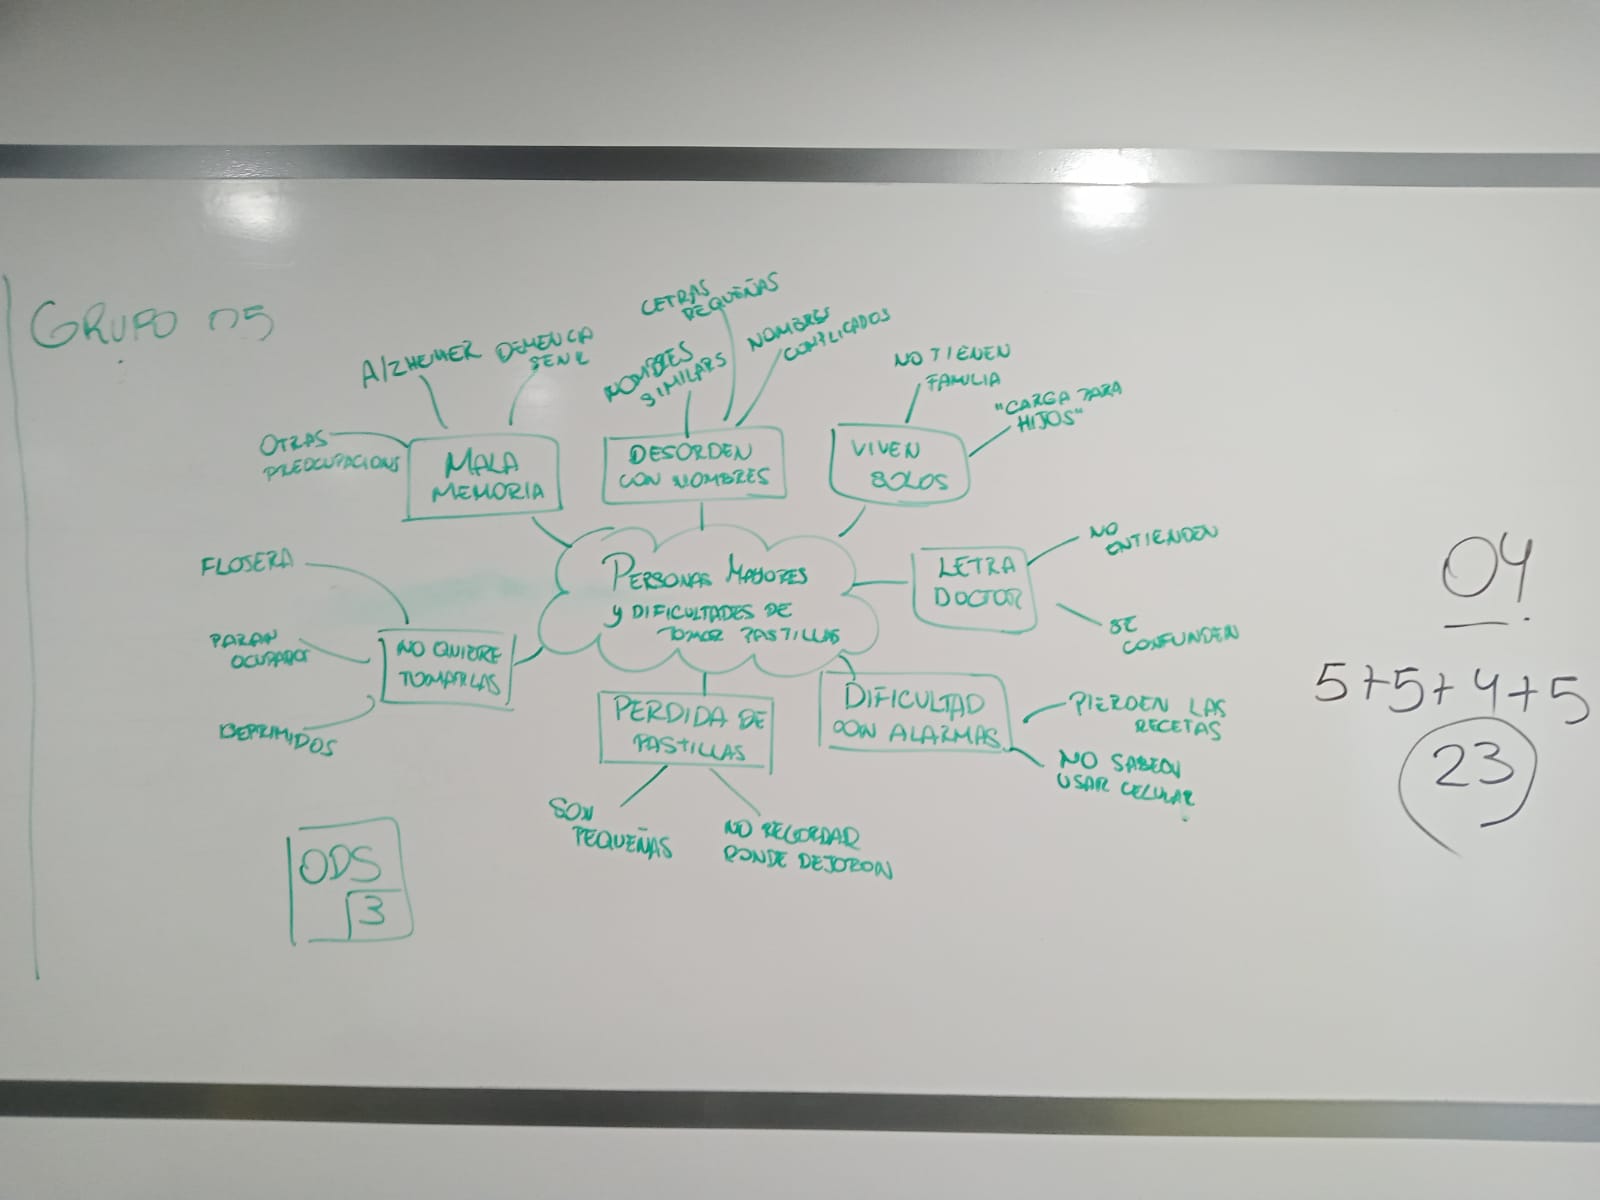 GRUPO 05
AlZHEIMER
DEMENCIA
SENIL
OTRAS
PREOCUPACIONS
MALA
MEMORIA
LETRAS
PEQUEÑAS
NOMBRES
SIMILARS
NOMBRES
COMPLICADOS
DESORDEN
CON NOMBRES
NO TIENEN
FAMILIA
"CARGA PARA
HIJOS"
VIVEN
SOLOS
PERSONAS MAYORES
y DIFICULTADES DE
TOMAR PASTILLAS
LETRA
DOCTOR
NO
ENTIENDEN
SE
CONFUNDEN
FLOJERA
PARAN
OCUPADOS
DEPRIMIDOS
NO QUIERE
TOMARLAS
PERDIDA DE
PASTILLAS
SON
PEQUEÑAS
NO RECORDAR
DONDE DEJARON
DIFICULTAD
CON ALARMAS
PIERDEN LAS
RECETAS
NO SABEN
USAR CELULAR
ODS
3
04
5+5+4+5
23